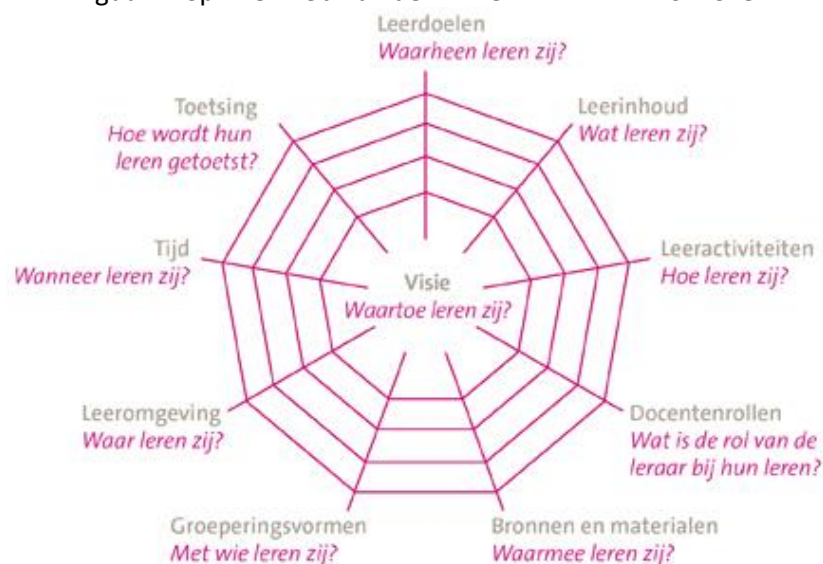 Leerdoelen
Waarheen leren zij?
Leerinhoud
Wat leren zij?
Leeractiviteiten
Hoe leren zij?
Docentenrollen
Wat is de rol van de
leraar bij hun leren?
Bronnen en materialen
Waarmee leren zij?
Groeperingsvormen
Met wie leren zij?
Leeromgeving
Waar leren zij?
Tijd
Wanneer leren zij?
Toetsing
Hoe wordt hun
leren getoetst?
Visie
Waartoe leren zij?